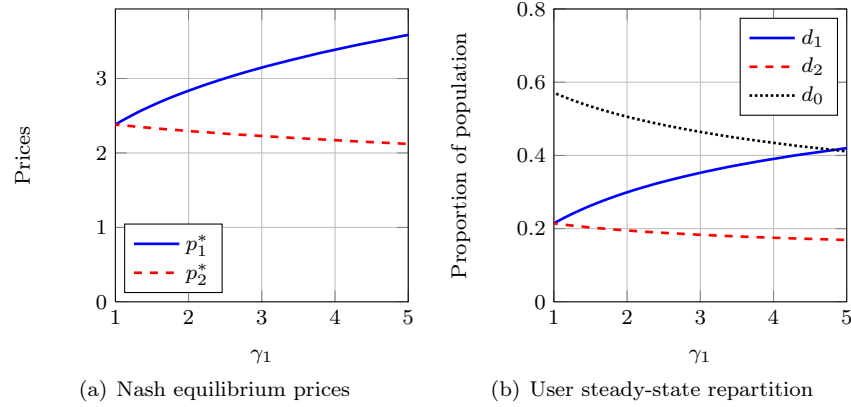 3
2
1
0
1 2 3 4 5
Prices
γ1
p*1
p*2
(a) Nash equilibrium prices
0.8
0.6
0.4
0.2
0
1 2 3 4 5
Proportion of population
γ1
d1
d2
d0
(b) User steady-state repartition